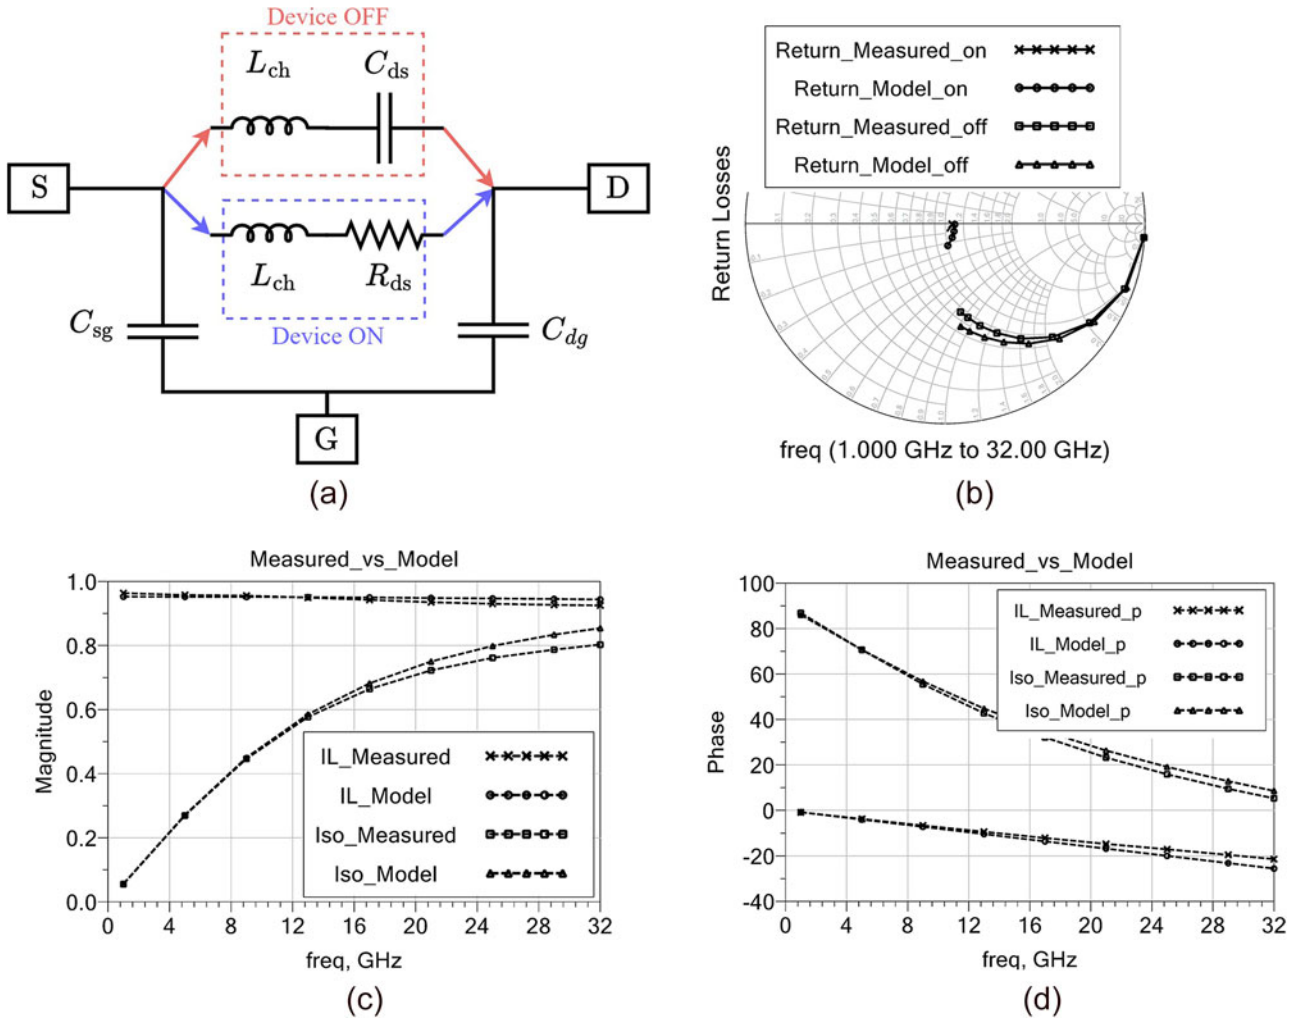 Device OFF
L_ch
C_ds
S
D
L_ch
R_ds
Device ON
C_sg
C_dg
G
(a)
Return_Measured_on
Return_Model_on
Return_Measured_off
Return_Model_off
Return Losses
freq (1.000 GHz to 32.00 GHz)
(b)
Measured_vs_Model
Magnitude
1.0
0.8
0.6
0.4
0.2
0.0
IL_Measured
IL_Model
Iso_Measured
Iso_Model
0 4 8 12 16 20 24 28 32
freq, GHz
(c)
Measured_vs_Model
Phase
100
80
60
40
20
0
-20
-40
IL_Measured_p
IL_Model_p
Iso_Measured_p
Iso_Model_p
0 4 8 12 16 20 24 28 32
freq, GHz
(d)